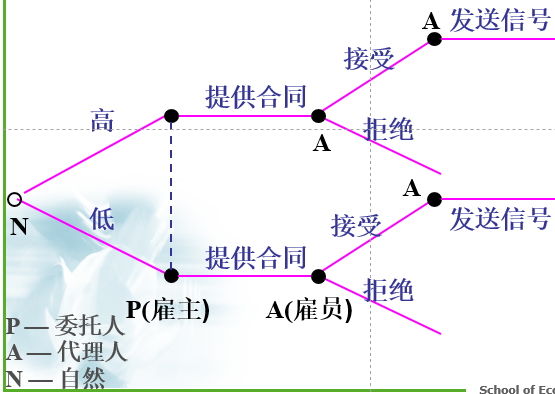 A
发送信号
接受
提供合同
高
A
拒绝
A
发送信号
N
低
接受
提供合同
拒绝
P(雇主)
A(雇员)
P — 委托人
A — 代理人
N — 自然
School of Ec